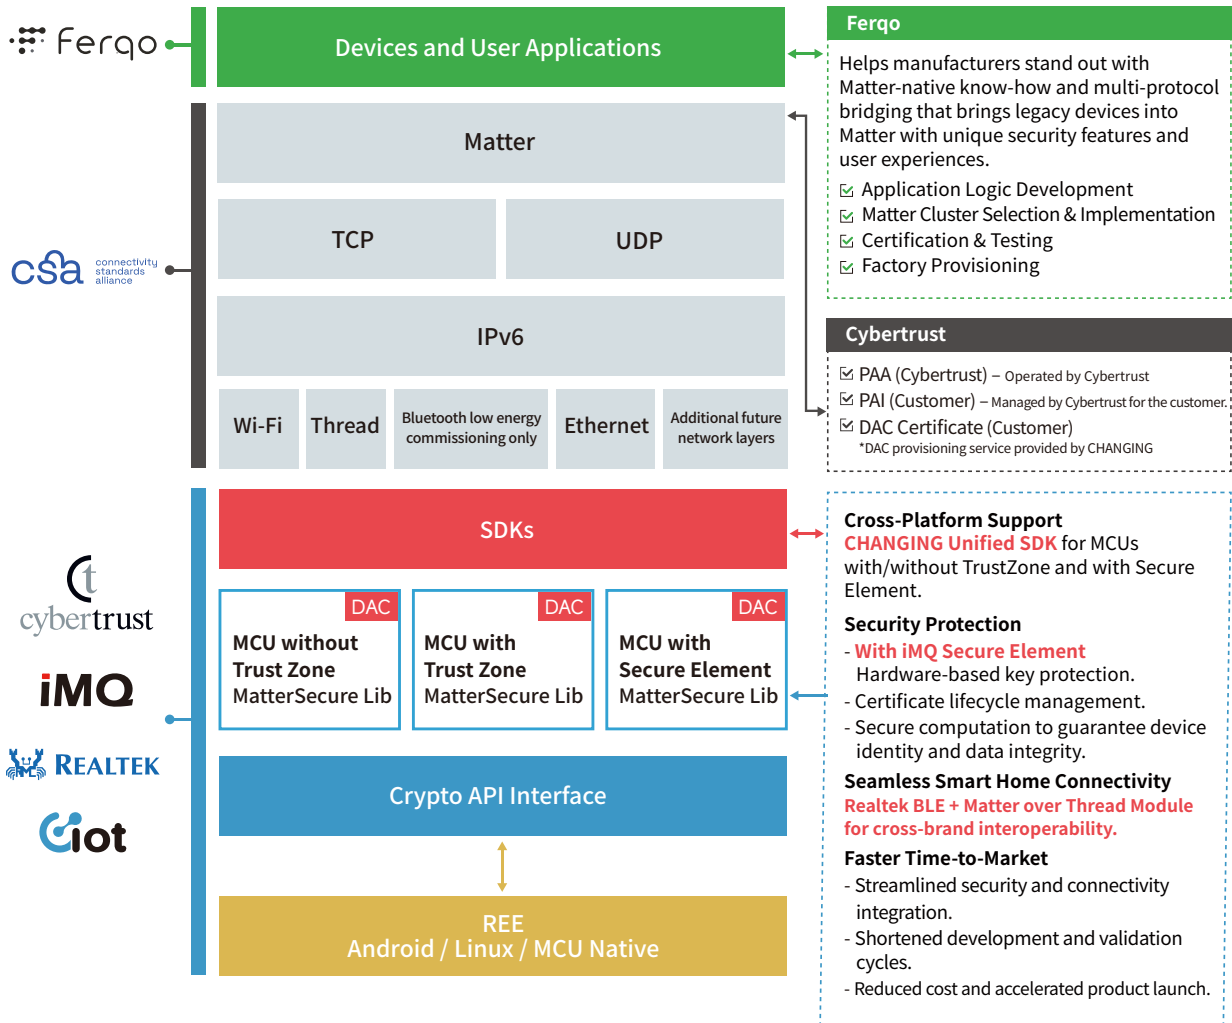 Ferqo
Devices and User Applications
Ferqo
Helps manufacturers stand out with
Matter-native know-how and multi-protocol
bridging that brings legacy devices into
Matter with unique security features and
user experiences.
Application Logic Development
Matter Cluster Selection & Implementation
Certification & Testing
Factory Provisioning
csa connectivity
standards
alliance
Matter
TCP
UDP
IPv6
Wi-Fi
Thread
Bluetooth low energy
commissioning only
Ethernet
Additional future
network layers
Cybertrust
PAA (Cybertrust) – Operated by Cybertrust
PAI (Customer) – Managed by Cybertrust for the customer.
DAC Certificate (Customer)
*DAC provisioning service provided by CHANGING
ct
cybertrust
iMQ
REALTEK
Ciot
SDKs
DAC
MCU without
Trust Zone
MatterSecure Lib
DAC
MCU with
Trust Zone
MatterSecure Lib
DAC
MCU with
Secure Element
MatterSecure Lib
Crypto API Interface
REE
Android / Linux / MCU Native
Cross-Platform Support
CHANGING Unified SDK for MCUs
with/without TrustZone and with Secure
Element.
Security Protection
- With iMQ Secure Element
Hardware-based key protection.
- Certificate lifecycle management.
- Secure computation to guarantee device
identity and data integrity.
Seamless Smart Home Connectivity
Realtek BLE + Matter over Thread Module
for cross-brand interoperability.
Faster Time-to-Market
- Streamlined security and connectivity
integration.
- Shortened development and validation
cycles.
- Reduced cost and accelerated product launch.